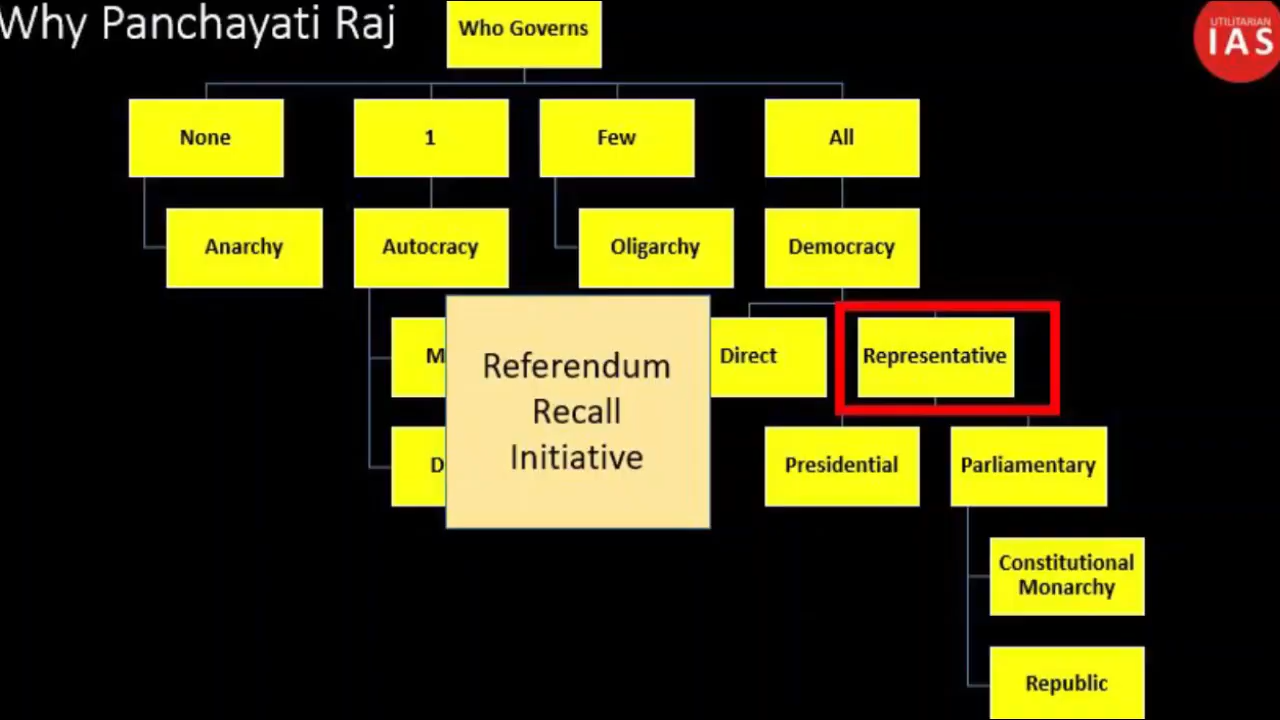 Why Panchayati Raj
Who Governs
UTILITARIAN
IAS
None
1
Few
All
Anarchy
Autocracy
Oligarchy
Democracy
M
Referendum
Recall
Initiative
Direct
Representative
D
Presidential
Parliamentary
Constitutional
Monarchy
Republic